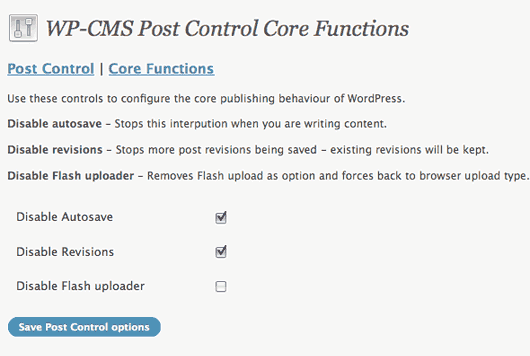 WP-CMS Post Control Core Functions
Post Control | Core Functions
Use these controls to configure the core publishing behaviour of WordPress.
Disable autosave – Stops this interpution when you are writing content.
Disable revisions – Stops more post revisions being saved – existing revisions will be kept.
Disable Flash uploader – Removes Flash upload as option and forces back to browser upload type.
Disable Autosave
Disable Revisions
Disable Flash uploader
Save Post Control options